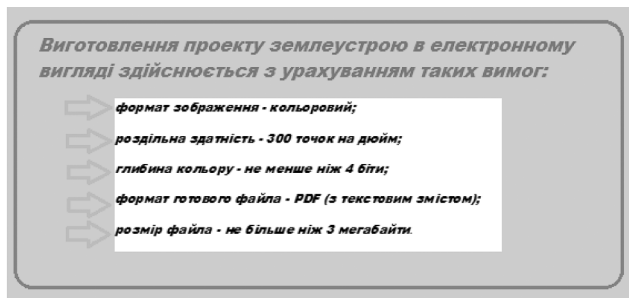 Виготовлення проекту землеустрою в електронному
вигляді здійснюється з урахуванням таких вимог:
формат зображення - кольоровий;
роздільна здатність - 300 точок на дюйм;
глибина кольору - не менше ніж 4 біти;
формат готового файла - PDF (з текстовим змістом);
розмір файла - не більше ніж 3 мегабайти.